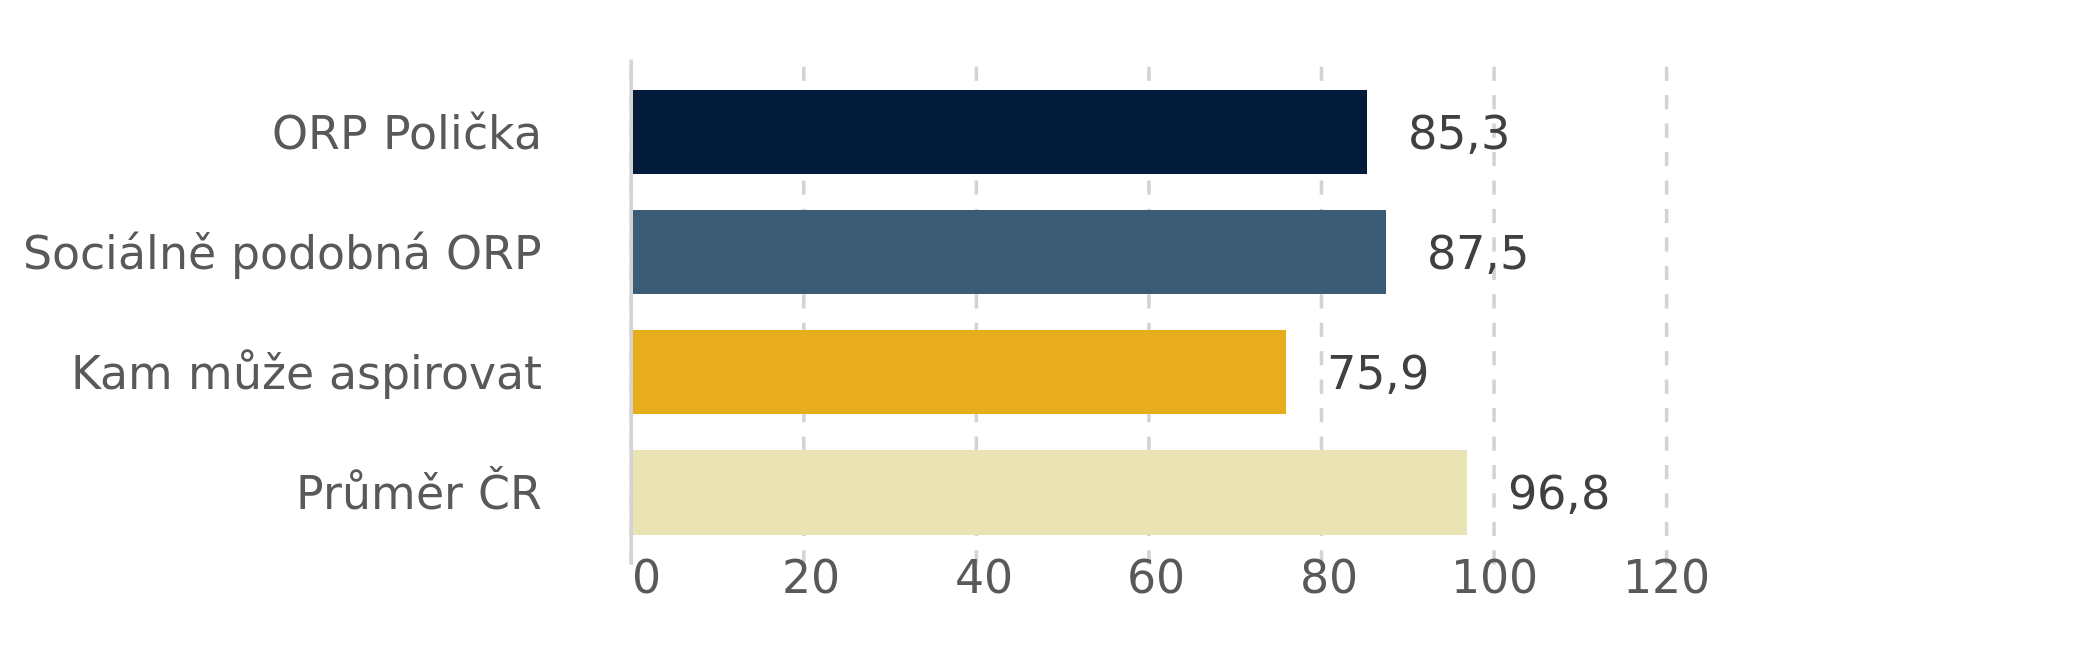 ORP Polička 85,3
Sociálně podobná ORP 87,5
Kam může aspirovat 75,9
Průměr ČR 96,8
0 20 40 60 80 100 120